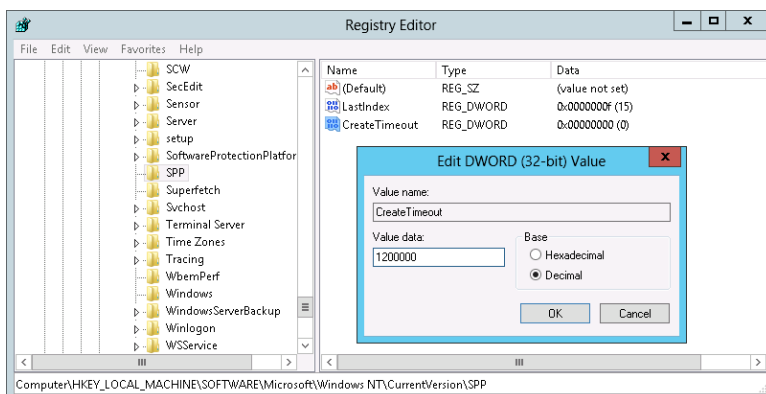 Registry Editor
File Edit View Favorites Help
SCW
SecEdit
Sensor
Server
setup
SoftwareProtectionPlatfor
SPP
Superfetch
Svchost
Terminal Server
Time Zones
Tracing
WbemPerf
Windows
WindowsServerBackup
Winlogon
WSService
Name Type Data
(Default) REG_SZ (value not set)
LastIndex REG_DWORD 0x0000000f (15)
CreateTimeout REG_DWORD 0x00000000 (0)
Edit DWORD (32-bit) Value
Value name:
CreateTimeout
Value data:
1200000
Base
Hexadecimal
Decimal
OK Cancel
Computer\HKEY_LOCAL_MACHINE\SOFTWARE\Microsoft\Windows NT\CurrentVersion\SPP